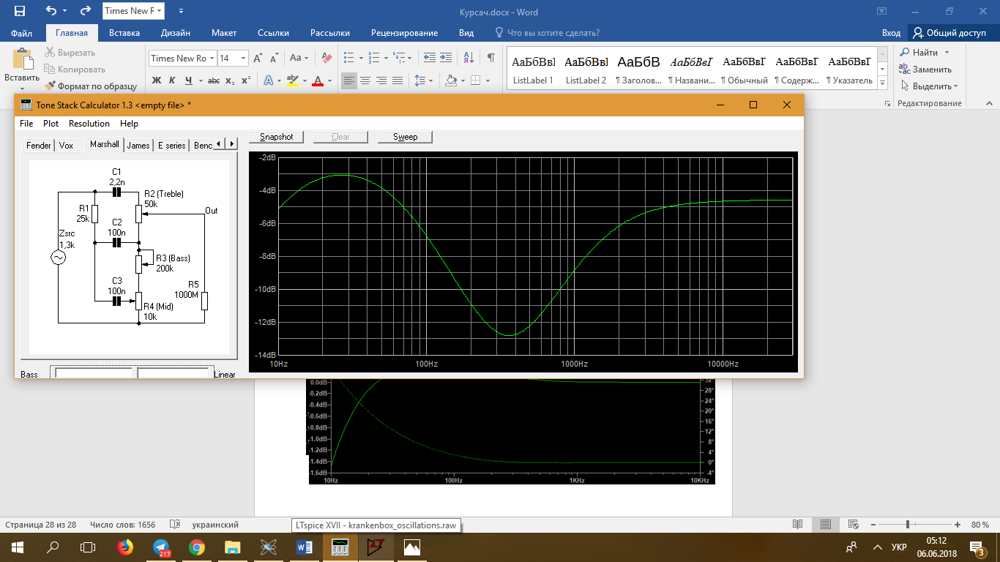 Times New R
Курсач.docx - Word
Файл
Главная
Вставка
Дизайн
Макет
Ссылки
Рассылки
Рецензирование
Вид
Что вы хотите сделать?
Вход
Общий доступ
Вставить
Вырезать
Копировать
Формат по образцу
Times New Ro
14
Aa
Ж К Ч abc x₂ x²
АаБбВвІ АаБбВвІ АаБбВ АаБбВеІ АаБбВвГ АаБбВвГ АаБбВвГ
ListLabel 1
ListLabel 2
¶ Заголов...
¶ Названи...
¶ Обычный
¶ Содерж...
¶ Указатель
Найти
Заменить
Выделить
Редактирование
Tone Stack Calculator 1.3 <empty file> *
File Plot Resolution Help
Fender Vox Marshall James E series Benc
Snapshot Clear Sweep
C1
2,2n
R2 (Treble)
50k
R1
25k
Out
C2
100n
Zsrc
1,3k
R3 (Bass)
200k
C3
100n
R5
1000M
R4 (Mid)
10k
Bass
Linear
-2dB
-4dB
-6dB
-8dB
-10dB
-12dB
-14dB
10Hz 100Hz 1000Hz 10000Hz
0.0dB
-0.2dB
-0.4dB
-0.6dB
-0.8dB
-1.0dB
-1.2dB
-1.4dB
-1.6dB
10Hz 100Hz 1KHz 10KHz
32°
28°
24°
20°
16°
12°
8°
4°
0°
-4°
LTspice XVII - krankenbox_oscillations.raw
Страница 28 из 28
Число слов: 1656
украинский
80 %
217
УКР
05:12
06.06.2018
3